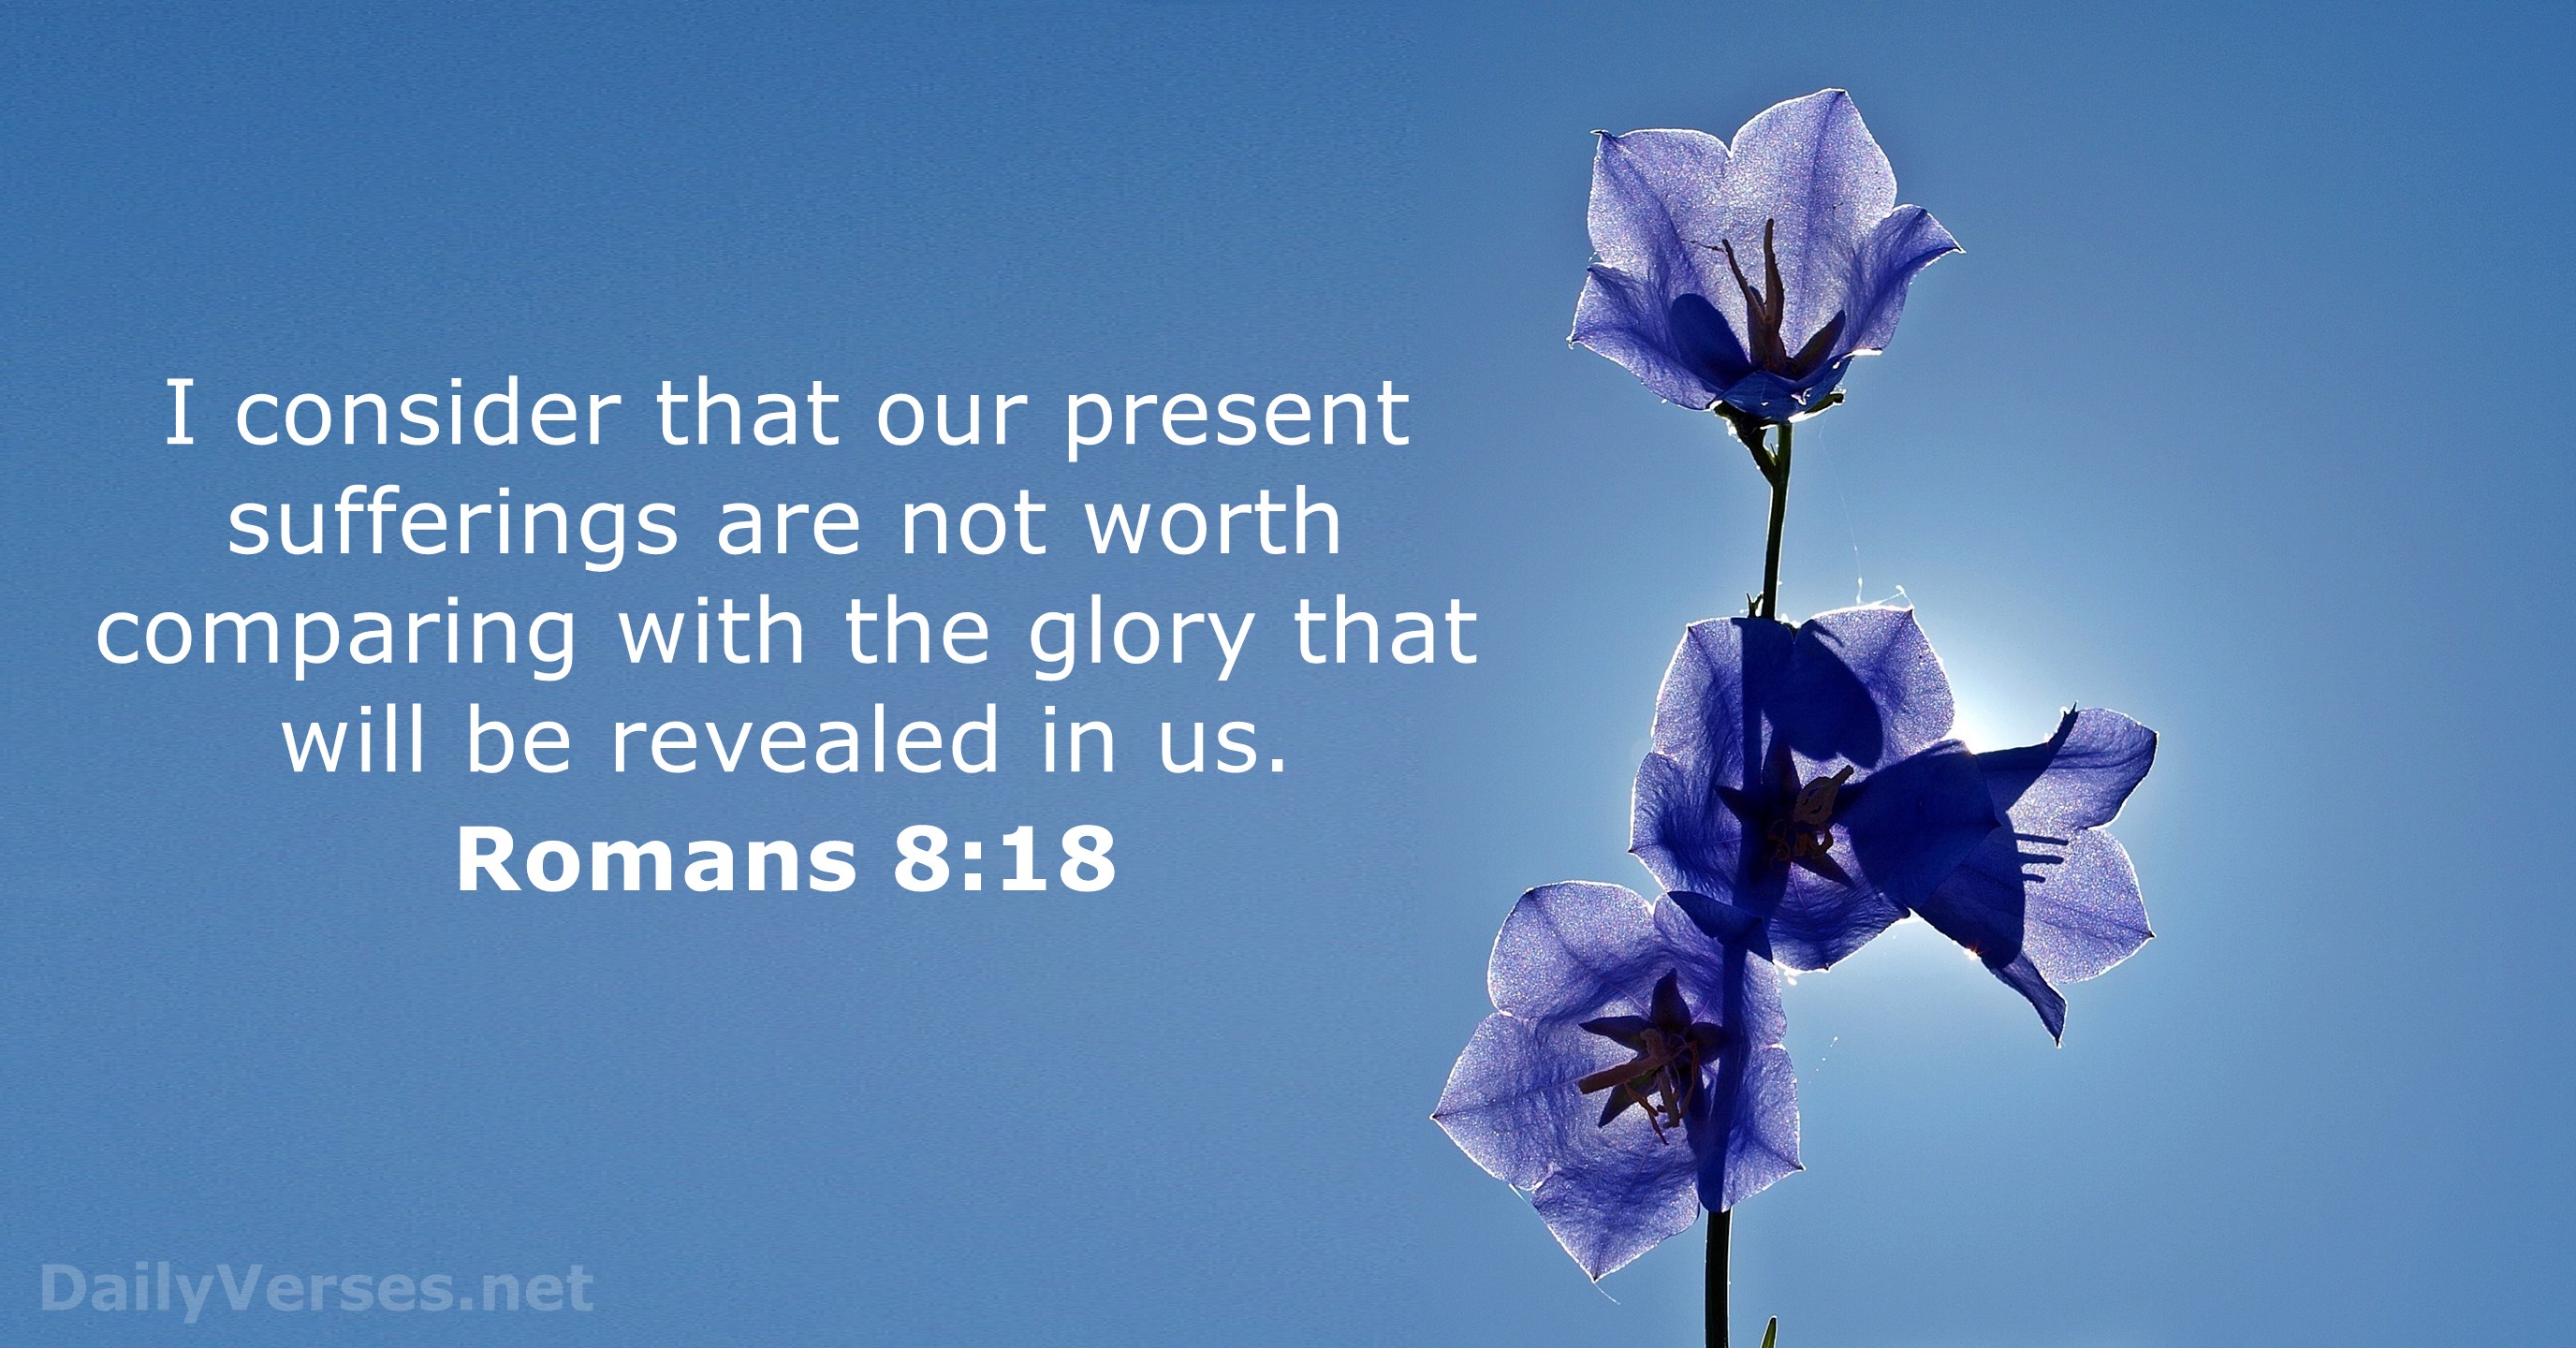 I consider that our present
sufferings are not worth
comparing with the glory that
will be revealed in us.
Romans 8:18
DailyVerses.net